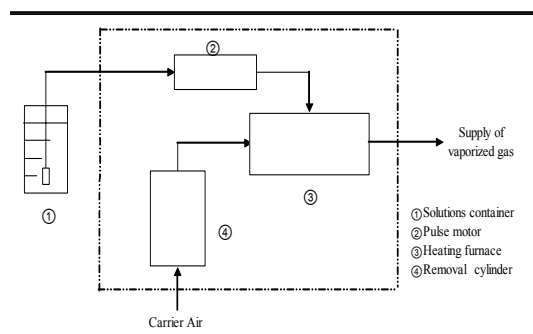 ②
Supply of
vaporized gas
①
③
④
①Solutions container
②Pulse motor
③Heating furnace
④Removal cylinder
Carrier Air